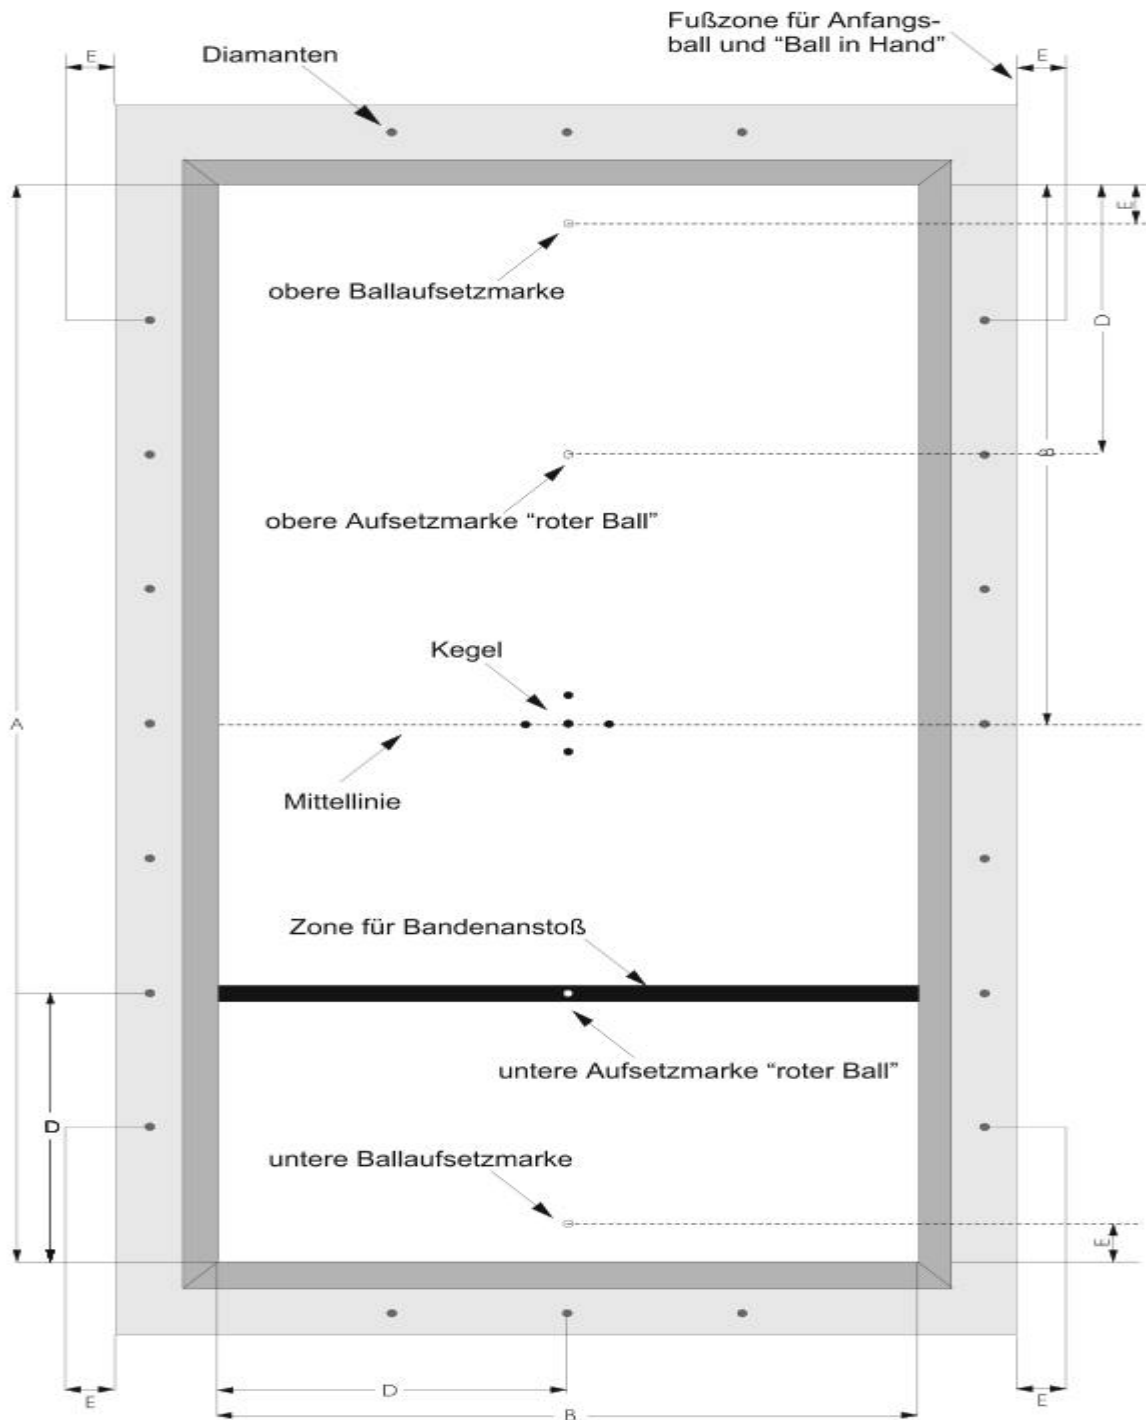 Fußzone für Anfangs-
ball und “Ball in Hand”
Diamanten
E
E
E
obere Ballaufsetzmarke
D
B
obere Aufsetzmarke “roter Ball”
Kegel
A
Mittellinie
Zone für Bandenanstoß
untere Aufsetzmarke “roter Ball”
D
untere Ballaufsetzmarke
E
D
E
E
B